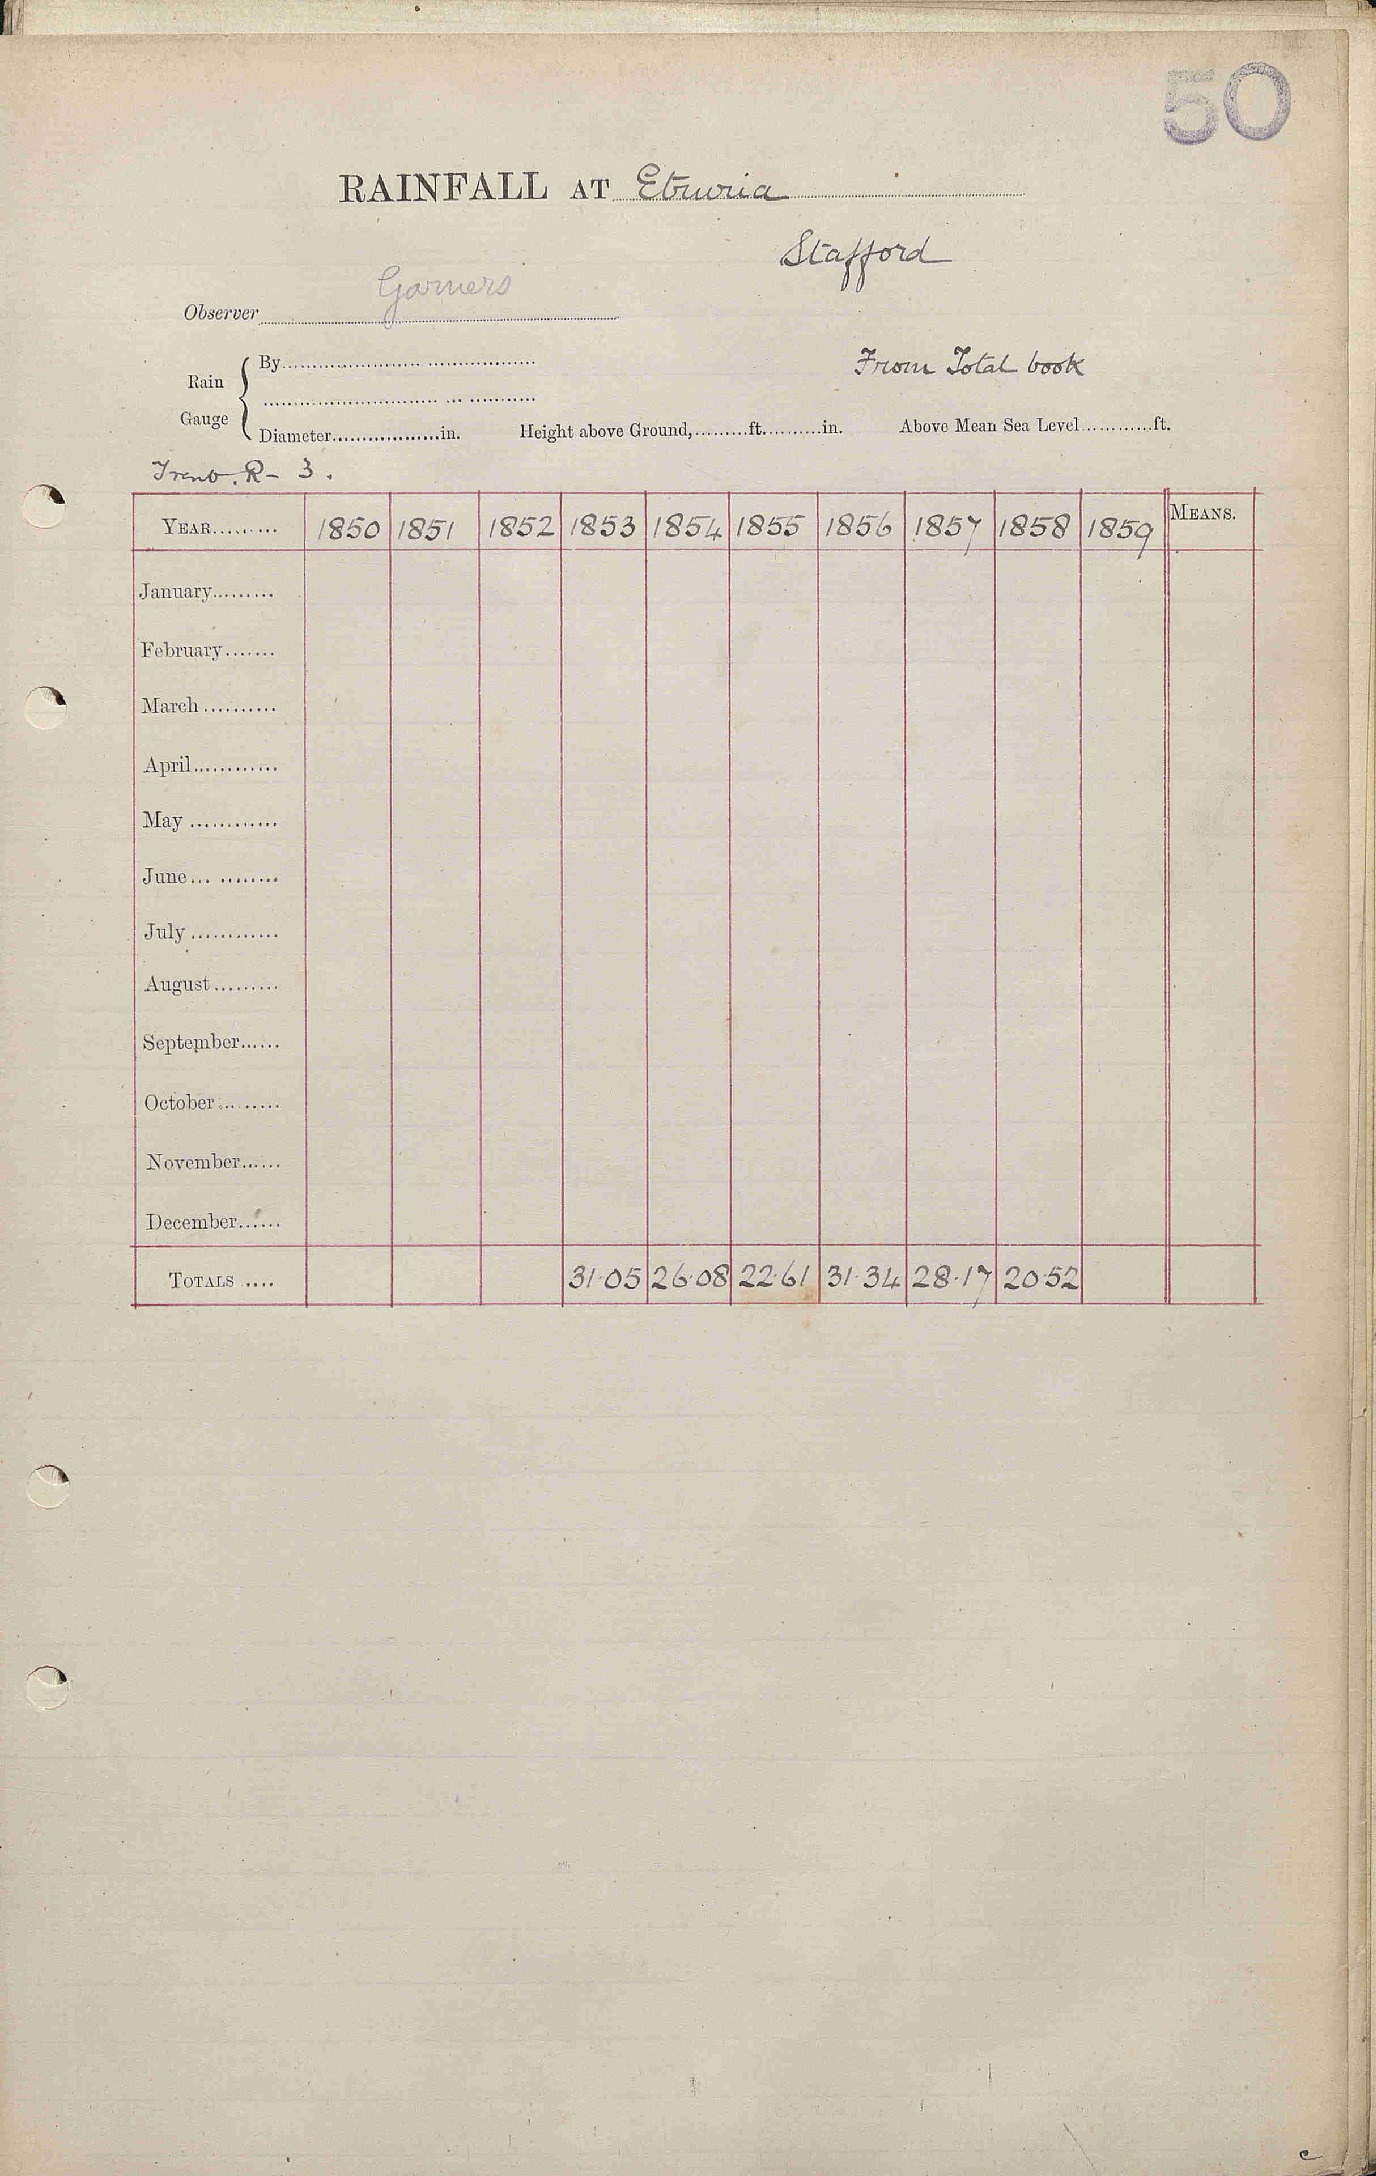 50
RAINFALL AT Etruria
Stafford
Garners
Observer
By
From Total book
Rain
Gauge
Diameter..................in. Height above Ground,.........ft..........in. Above Mean Sea Level............ft.
Trent. R - 3.
YEAR......... 1850 1851 1852 1853 1854 1855 1856 1857 1858 1859 MEANS.
January.........
February.......
March..........
April............
May............
June... ........
July............
August.........
September......
October.........
November......
December......
TOTALS .... 31·05 26·08 22·61 31·34 28·17 20·52